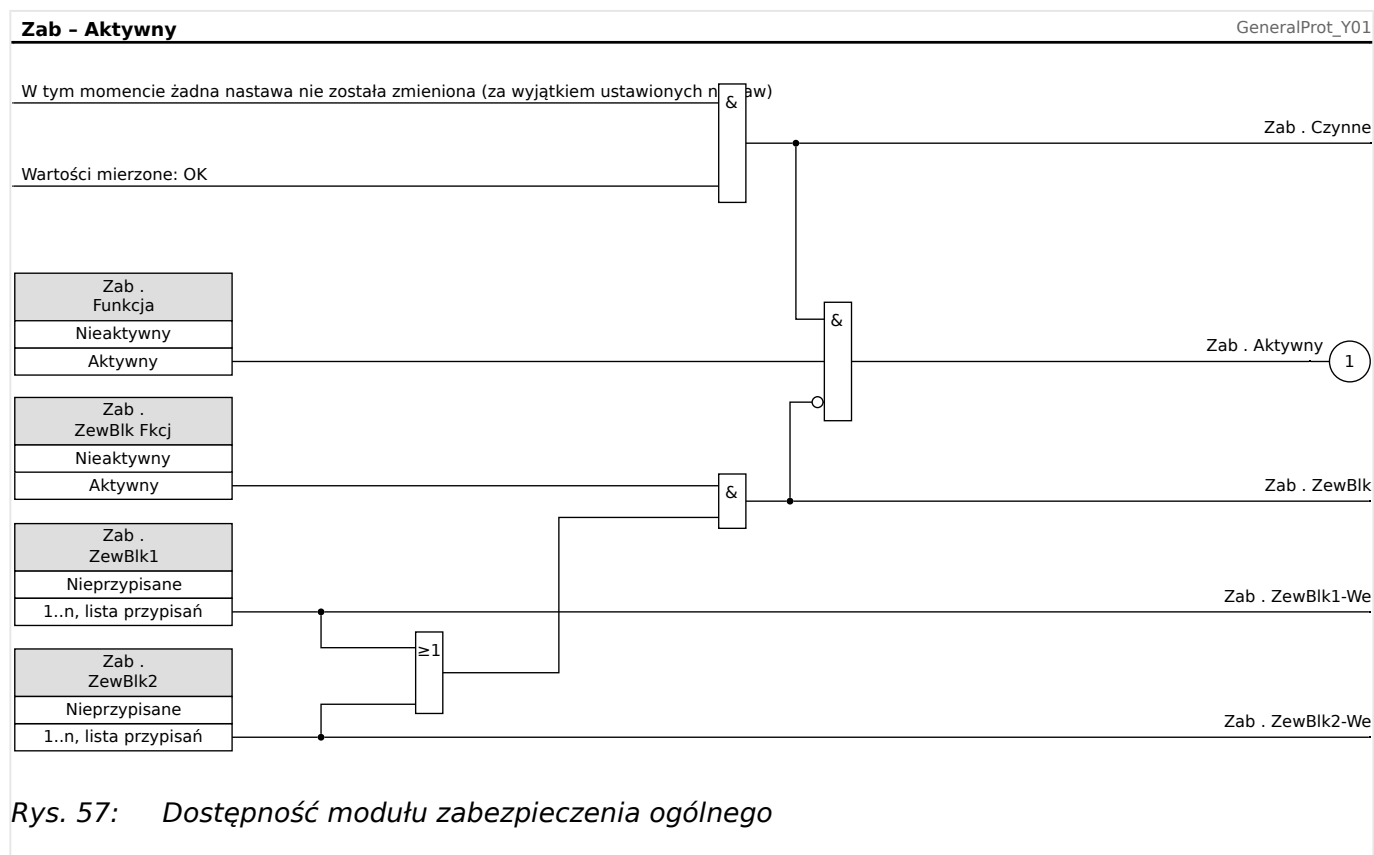 Zab – Aktywny
GeneralProt_Y01
W tym momencie żadna nastawa nie została zmieniona (za wyjątkiem ustawionych n aw)
&
Zab . Czynne
Wartości mierzone: OK
Zab .
Funkcja
Nieaktywny
Aktywny
&
Zab . Aktywny
1
Zab .
ZewBlk Fkcj
Nieaktywny
Aktywny
&
Zab . ZewBlk
Zab .
ZewBlk1
Nieprzypisane
1..n, lista przypisań
Zab . ZewBlk1-We
≥1
Zab .
ZewBlk2
Nieprzypisane
1..n, lista przypisań
Zab . ZewBlk2-We
Rys. 57: Dostępność modułu zabezpieczenia ogólnego